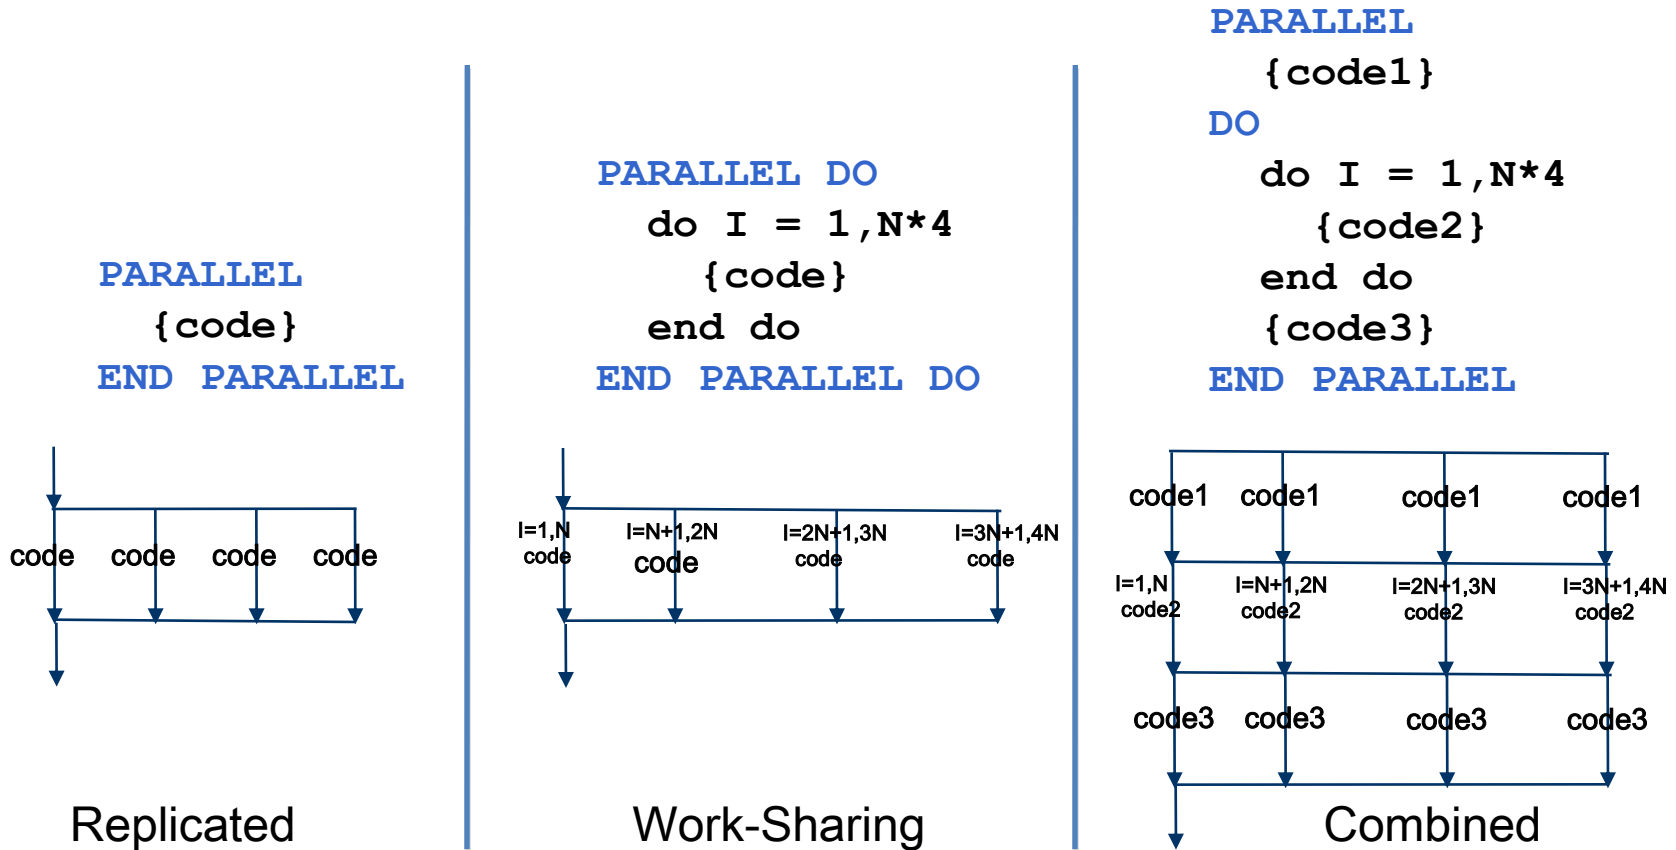 PARALLEL
{code}
END PARALLEL
code code code code
Replicated
PARALLEL DO
do I = 1,N*4
{code}
end do
END PARALLEL DO
I=1,N I=N+1,2N I=2N+1,3N I=3N+1,4N
code code code code
Work-Sharing
PARALLEL
{code1}
DO
do I = 1,N*4
{code2}
end do
{code3}
END PARALLEL
code1 code1 code1 code1
I=1,N I=N+1,2N I=2N+1,3N I=3N+1,4N
code2 code2 code2 code2
code3 code3 code3 code3
Combined